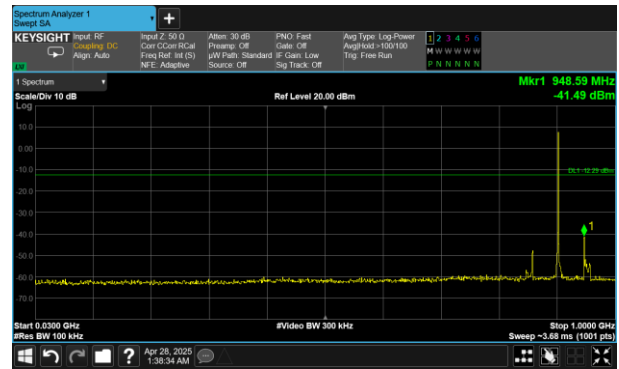 Spectrum Analyzer 1
Swept SA
+
KEYSIGHT
Input: RF
Coupling: DC
Align: Auto
Input Z: 50 Ω
Corr CCorr RCal
Freq Ref: Int (S)
NFE: Adaptive
Atten: 30 dB
Preamp: Off
µW Path: Standard
Source: Off
PNO: Fast
Gate: Off
IF Gain: Low
Sig Track: Off
Avg Type: Log-Power
Avg|Hold:>100/100
Trig: Free Run
1 2 3 4 5 6
M W W W W W
P N N N N N
LV
1 Spectrum
Mkr1 948.59 MHz
Scale/Div 10 dB
Ref Level 20.00 dBm
-41.49 dBm
Log
10.0
0.00
-10.0
DL1 -12.29 dBm
-20.0
-30.0
-40.0
1
-50.0
-60.0
-70.0
Start 0.0300 GHz
#Video BW 300 kHz
Stop 1.0000 GHz
#Res BW 100 kHz
Sweep ~3.68 ms (1001 pts)
?
Apr 28, 2025
1:38:34 AM